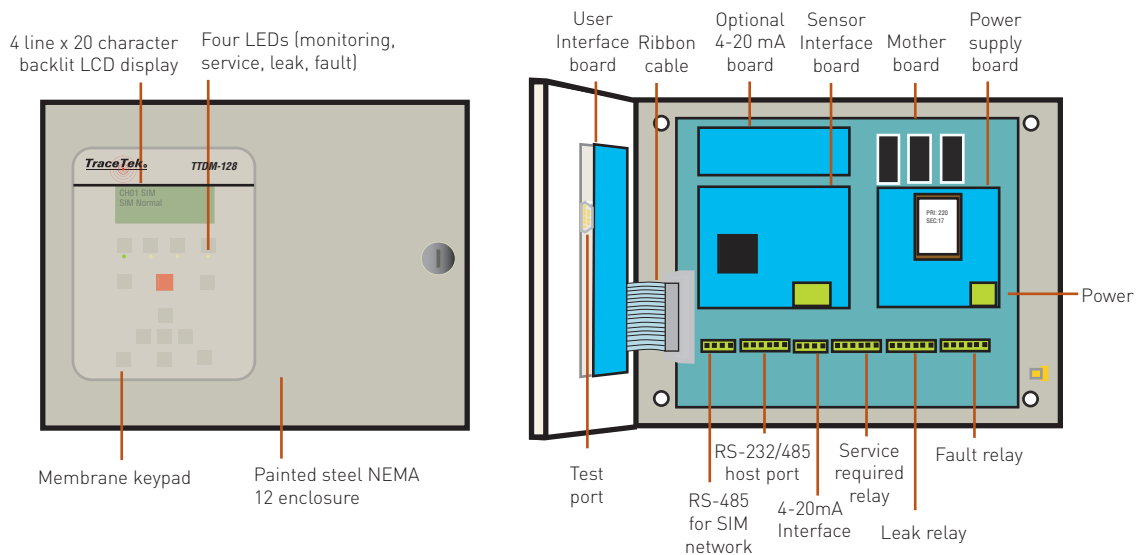 4 line x 20 character
backlit LCD display
Four LEDs (monitoring,
service, leak, fault)
TraceTek®
TTDM-128
CH01 SIM
SIM Normal
Membrane keypad
Painted steel NEMA
12 enclosure
User
Interface
board
Ribbon
cable
Optional
4-20 mA
board
Sensor
Interface
board
Mother
board
Power
supply
board
PRI: 220
SEC:17
Power
Test
port
RS-485
for SIM
network
RS-232/485
host port
4-20mA
Interface
Service
required
relay
Leak relay
Fault relay